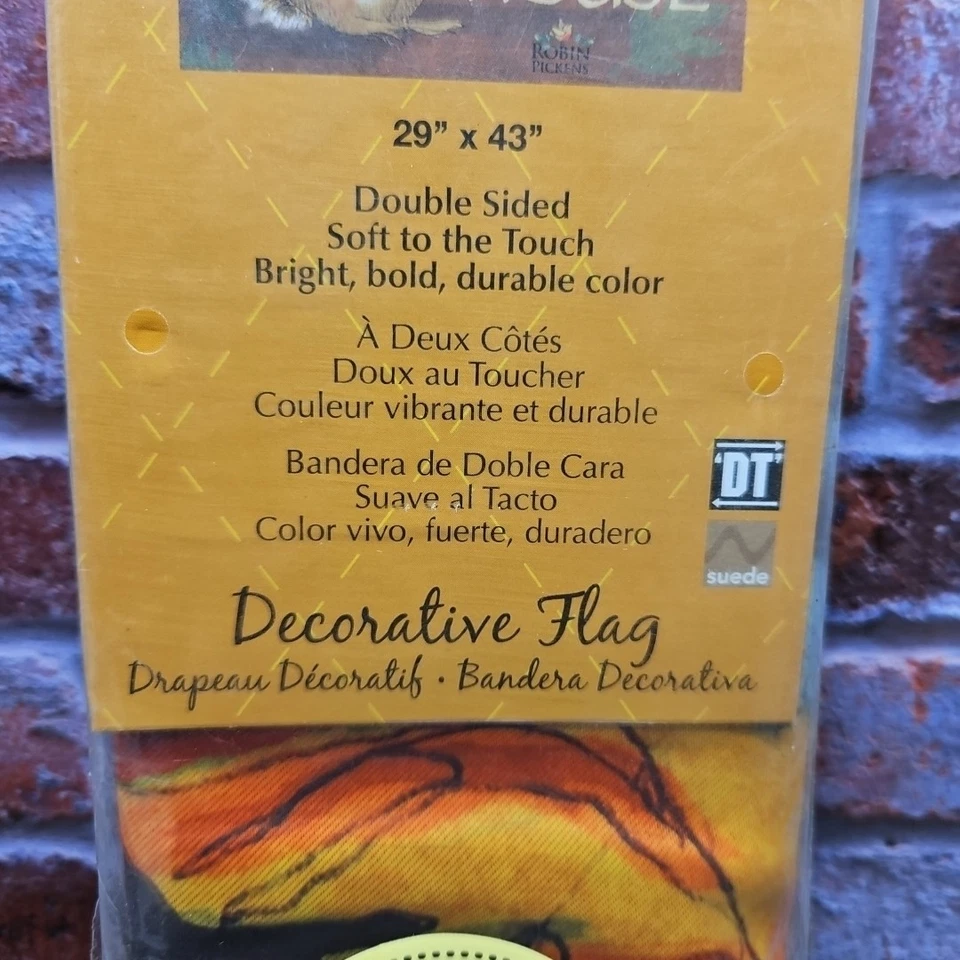 ROBIN
PICKENS
29” x 43”
Double Sided
Soft to the Touch
Bright, bold, durable color
À Deux Côtés
Doux au Toucher
Couleur vibrante et durable
Bandera de Doble Cara
Suave al Tacto
Color vivo, fuerte, duradero
‘DT’
suede
Decorative Flag
Drapeau Décoratif • Bandera Decorativa